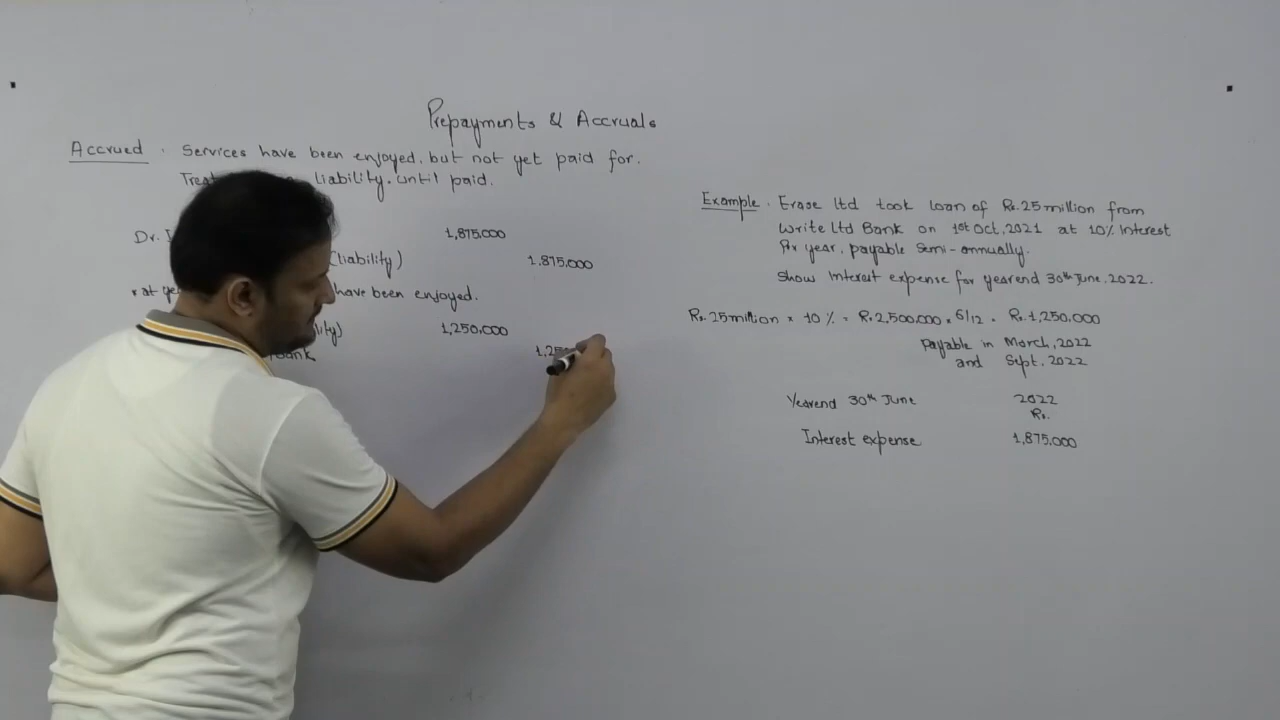 Prepayments & Accruals
Accrued . Services have been enjoyed, but not yet paid for.
liability. until paid.
Dr. 1,875,000
(liability) 1.875,000
* at have been enjoyed.
1,250,000
Bank
Example . Erase ltd took loan of Rs.25 million from
Write ltd Bank on 1st Oct, 2021 at 10% interest
Per year, payable semi-annually.
Show interest expense for yearend 30th June, 2022.
Rs. 25 million × 10 % = Rs. 2,500,000 × 6/12 = Rs. 1,250,000
Payable in March, 2022
and Sept, 2022
Yearend 30th June 2022
Rs.
Interest expense 1,875,000